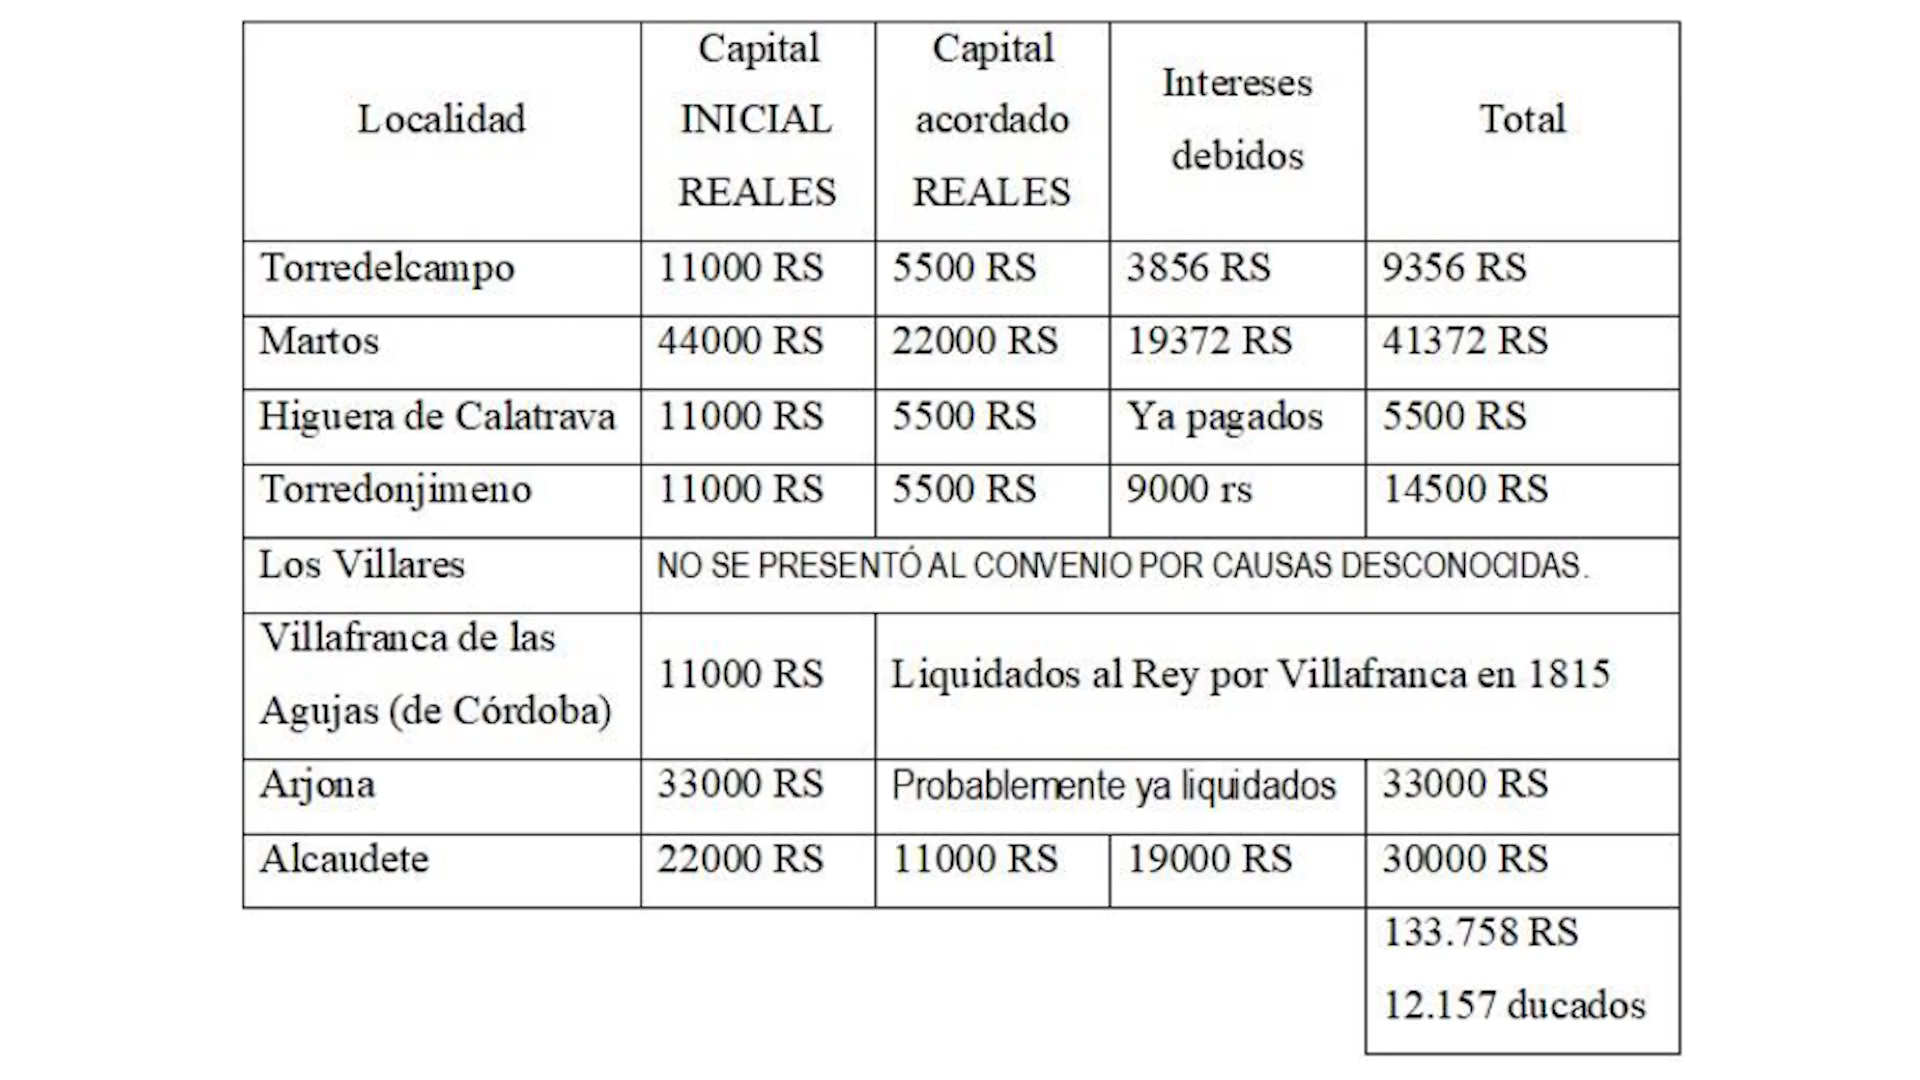 Localidad
Capital
INICIAL
REALES
Capital
acordado
REALES
Intereses
debidos
Total
Torredelcampo
11000 RS
5500 RS
3856 RS
9356 RS
Martos
44000 RS
22000 RS
19372 RS
41372 RS
Higuera de Calatrava
11000 RS
5500 RS
Ya pagados
5500 RS
Torredonjimeno
11000 RS
5500 RS
9000 rs
14500 RS
Los Villares
NO SE PRESENTÓ AL CONVENIO POR CAUSAS DESCONOCIDAS.
Villafranca de las
Agujas (de Córdoba)
11000 RS
Liquidados al Rey por Villafranca en 1815
Arjona
33000 RS
Probablemente ya liquidados
33000 RS
Alcaudete
22000 RS
11000 RS
19000 RS
30000 RS
133.758 RS
12.157 ducados